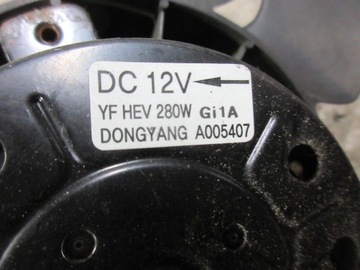 DC 12V
YF HEV 280W Gi1A
DONGYANG A005407